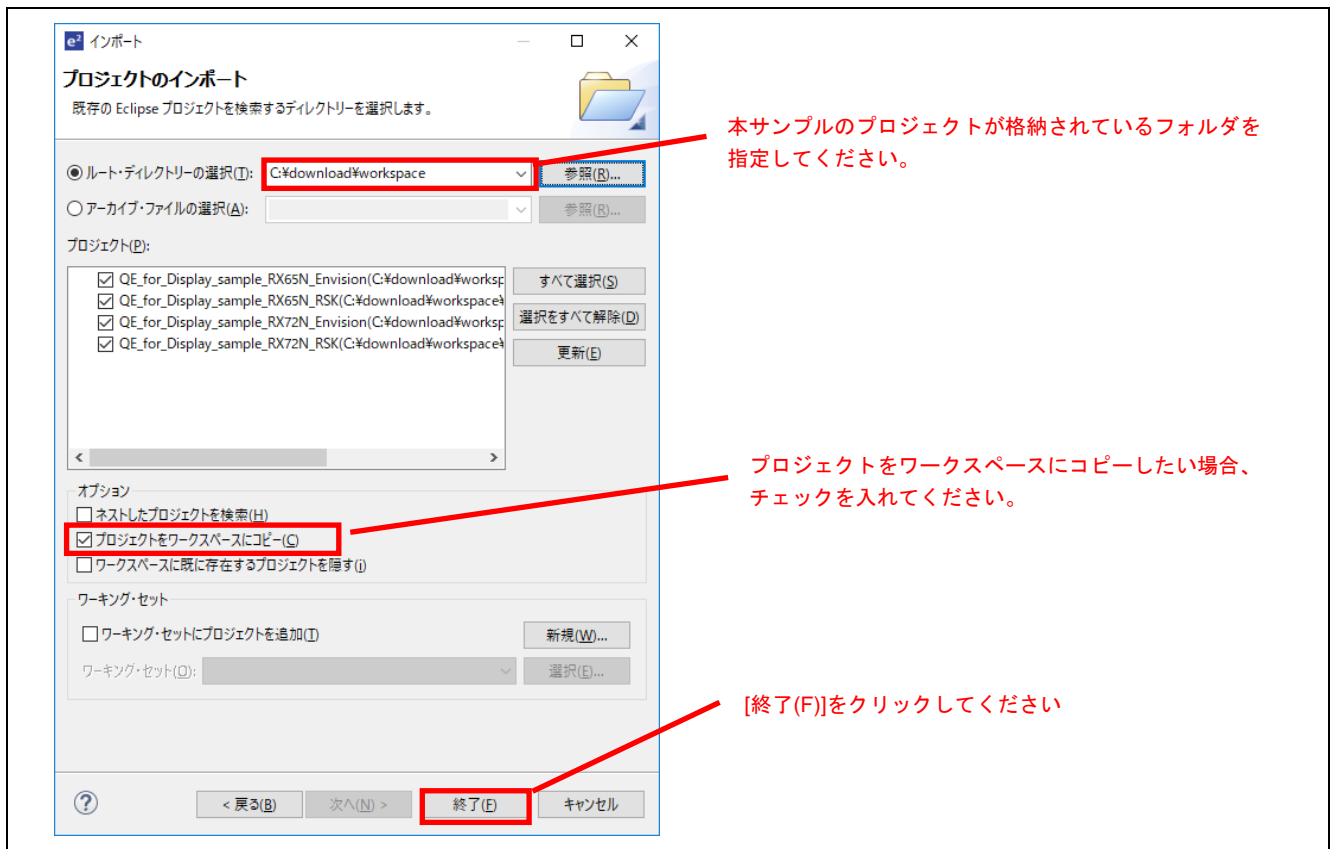 e² インポート
プロジェクトのインポート
既存の Eclipse プロジェクトを検索するディレクトリーを選択します。
本サンプルのプロジェクトが格納されているフォルダを
指定してください。
ルート・ディレクトリーの選択(T): C:¥download¥workspace 参照(R)...
アーカイブ・ファイルの選択(A): 参照(R)...
プロジェクト(P):
QE_for_Display_sample_RX65N_Envision(C:¥download¥worksp すべて選択(S)
QE_for_Display_sample_RX65N_RSK(C:¥download¥workspace¥
選択をすべて解除(D)
QE_for_Display_sample_RX72N_Envision(C:¥download¥worksp
QE_for_Display_sample_RX72N_RSK(C:¥download¥workspace¥ 更新(E)
プロジェクトをワークスペースにコピーしたい場合、
チェックを入れてください。
オプション
ネストしたプロジェクトを検索(H)
プロジェクトをワークスペースにコピー(C)
ワークスペースに既に存在するプロジェクトを隠す(i)
ワーキング・セット
ワーキング・セットにプロジェクトを追加(T) 新規(W)...
ワーキング・セット(O): 選択(E)...
[終了(F)]をクリックしてください
? < 戻る(B) 次へ(N) > 終了(F) キャンセル